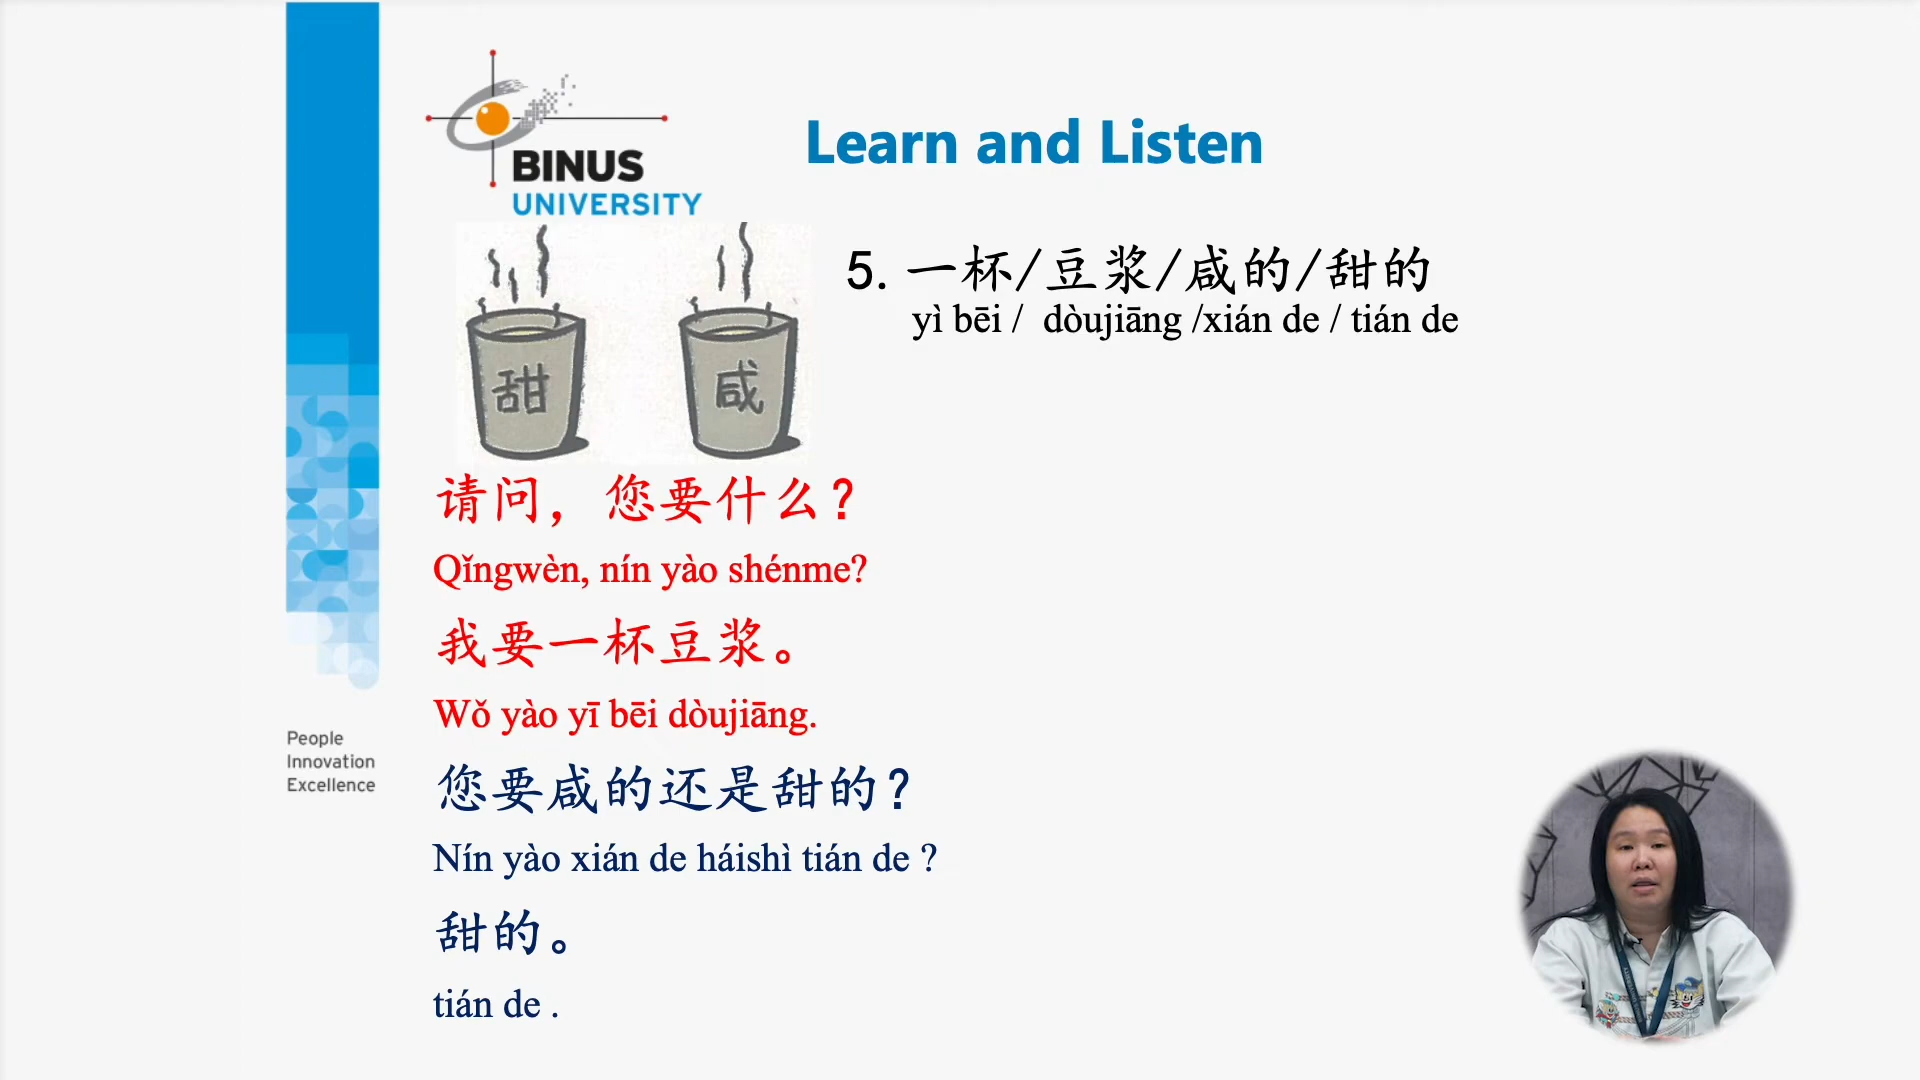 BINUS
UNIVERSITY
Learn and Listen
甜
咸
5. 一杯/豆浆/咸的/甜的
yì bēi / dòujiāng /xián de / tián de
请问，您要什么？
Qǐngwèn, nín yào shénme?
我要一杯豆浆。
Wǒ yào yī bēi dòujiāng.
您要咸的还是甜的？
Nín yào xián de háishì tián de ?
甜的。
tián de .
People
Innovation
Excellence